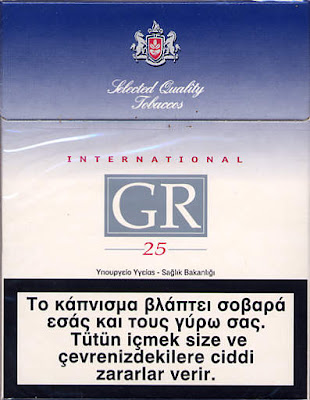 Selected Quality
Tobaccos
INTERNATIONAL
GR
25
Υπουργείο Υγείας - Sağlık Bakanlığı
Το κάπνισμα βλάπτει σοβαρά
εσάς και τους γύρω σας.
Tütün içmek size ve
çevrenizdekilere ciddi
zararlar verir.